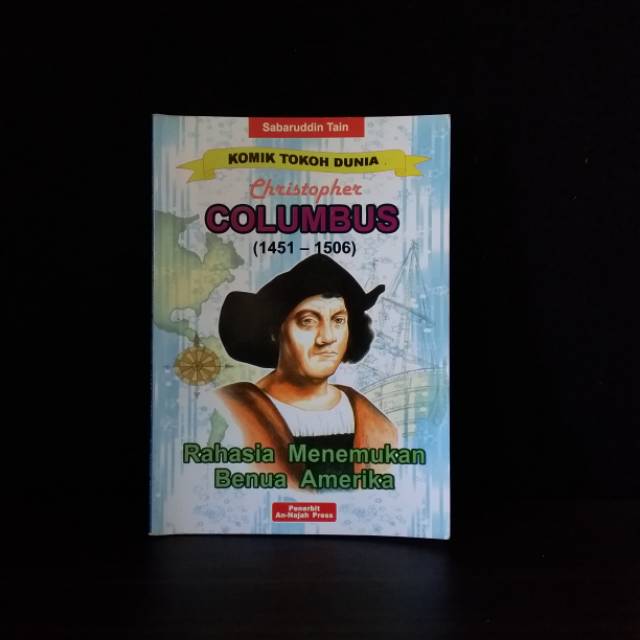 Sabaruddin Tain
KOMIK TOKOH DUNIA
Christopher
COLUMBUS
(1451 – 1506)
Rahasia Menemukan
Benua Amerika
Penerbit
An-Najah Press